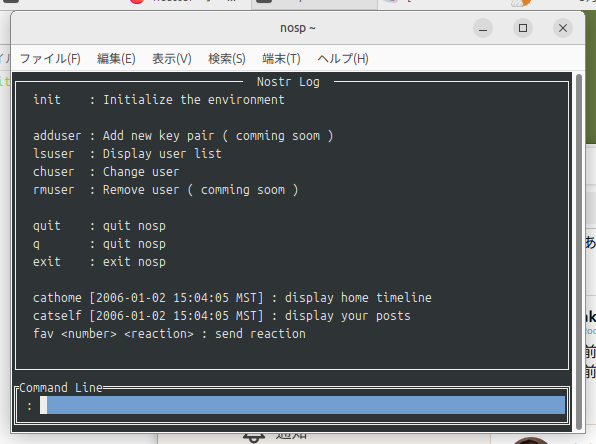 nosp ~
ファイル(F) 編集(E) 表示(V) 検索(S) 端末(T) ヘルプ(H)
Nostr Log
init : Initialize the environment
adduser : Add new key pair ( comming soom )
lsuser : Display user list
chuser : Change user
rmuser : Remove user ( comming soom )
quit : quit nosp
q : quit nosp
exit : exit nosp
cathome [2006-01-02 15:04:05 MST] : display home timeline
catself [2006-01-02 15:04:05 MST] : display your posts
fav <number> <reaction> : send reaction
Command Line
:
通知